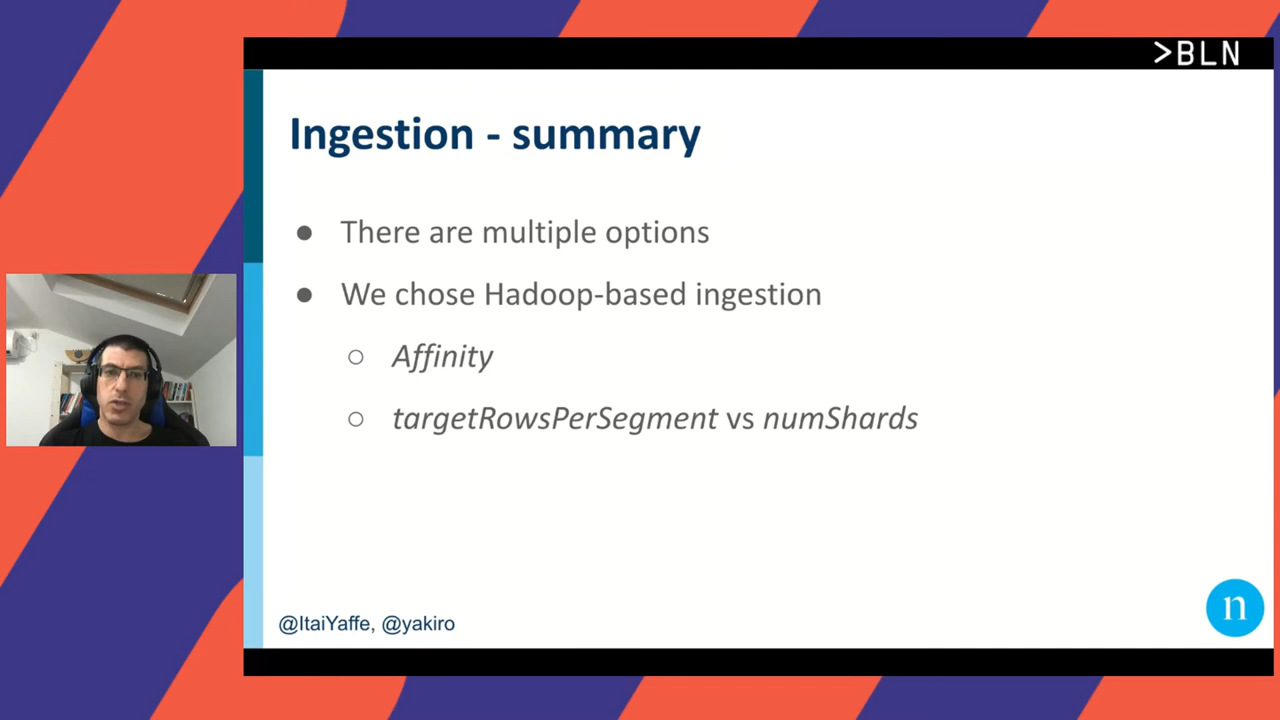 >BLN
Ingestion - summary
● There are multiple options
● We chose Hadoop-based ingestion
○ Affinity
○ targetRowsPerSegment vs numShards
@ItaiYaffe, @yakiro
n